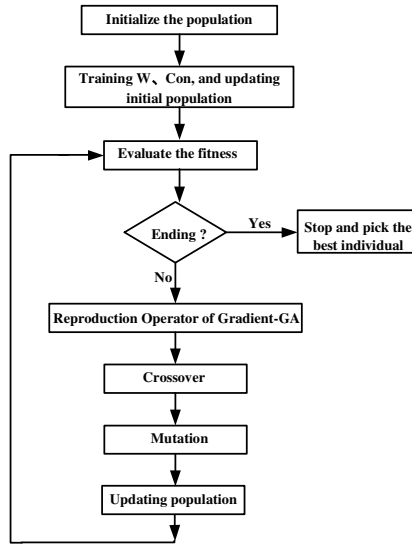 Initialize the population
Training W、Con, and updating
initial population
Evaluate the fitness
Ending ?
Yes
Stop and pick the
best individual
No
Reproduction Operator of Gradient-GA
Crossover
Mutation
Updating population